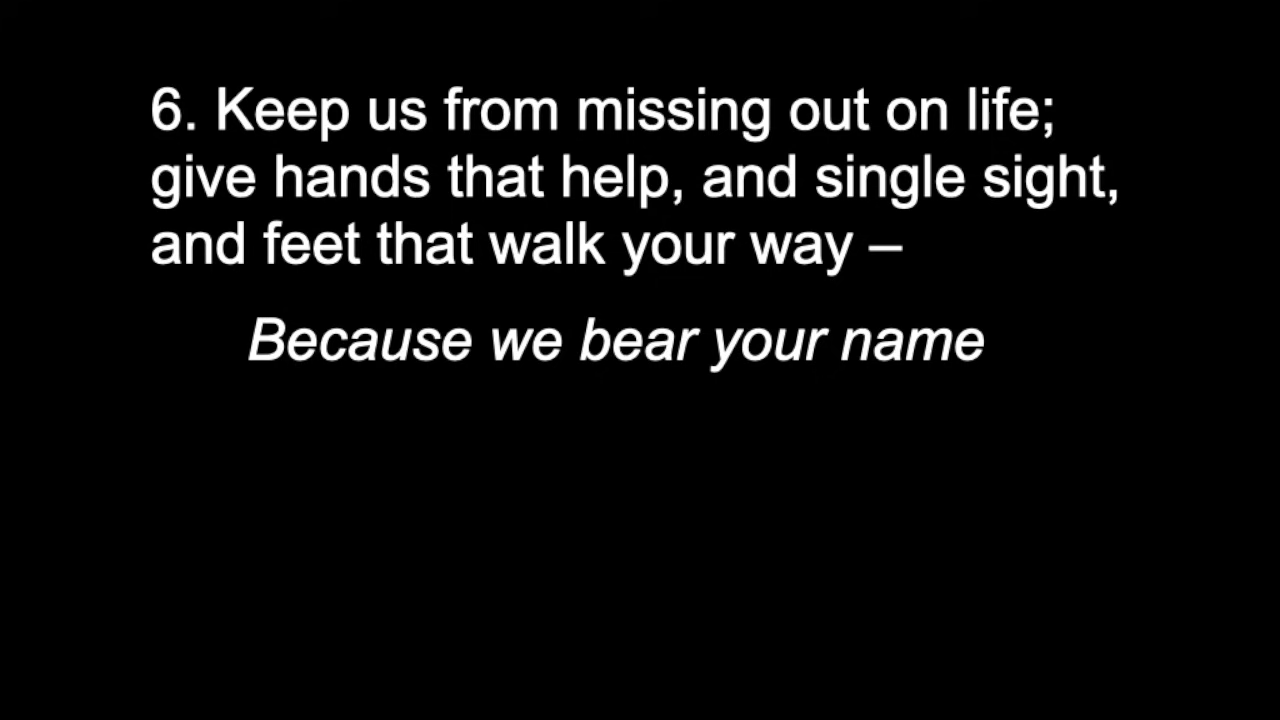 6. Keep us from missing out on life;
give hands that help, and single sight,
and feet that walk your way –
Because we bear your name